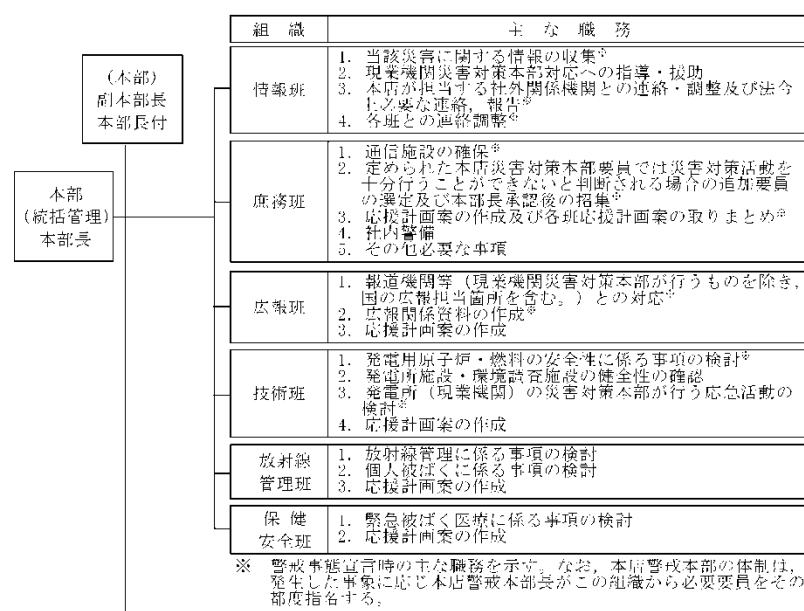 組織
主な職務
(本部)
副本部長
本部長付
本部
(統括管理)
本部長
情報班
1. 当該災害に関する情報の収集※
2. 現業機関災害対策本部対応への指導・援助
3. 本店が担当する社外関係機関との連絡・調整及び法令
上必要な連絡，報告※
4. 各班との連絡調整※
庶務班
1. 通信施設の確保※
2. 定められた本店災害対策本部要員では災害対策活動を
十分行うことができないと判断される場合の追加要員
の選定及び本部長承認後の招集※
3. 応援計画案の作成及び各班応援計画案の取りまとめ※
4. 社内警備
5. その他必要な事項
広報班
1. 報道機関等（現業機関災害対策本部が行うものを除き，
国の広報担当箇所を含む。）との対応※
2. 広報関係資料の作成※
3. 応援計画案の作成
技術班
1. 発電用原子炉・燃料の安全性に係る事項の検討※
2. 発電所施設・環境調査施設の健全性の確認
3. 発電所（現業機関）の災害対策本部が行う応急活動の
検討※
4. 応援計画案の作成
放射線
管理班
1. 放射線管理に係る事項の検討
2. 個人被ばくに係る事項の検討
3. 応援計画案の作成
保健
安全班
1. 緊急被ばく医療に係る事項の検討
2. 応援計画案の作成
※ 警戒事態宣言時の主な職務を示す。なお，本店警戒本部の体制は，
発生した事象に応じ本店警戒本部長がこの組織から必要要員をその
都度指名する。